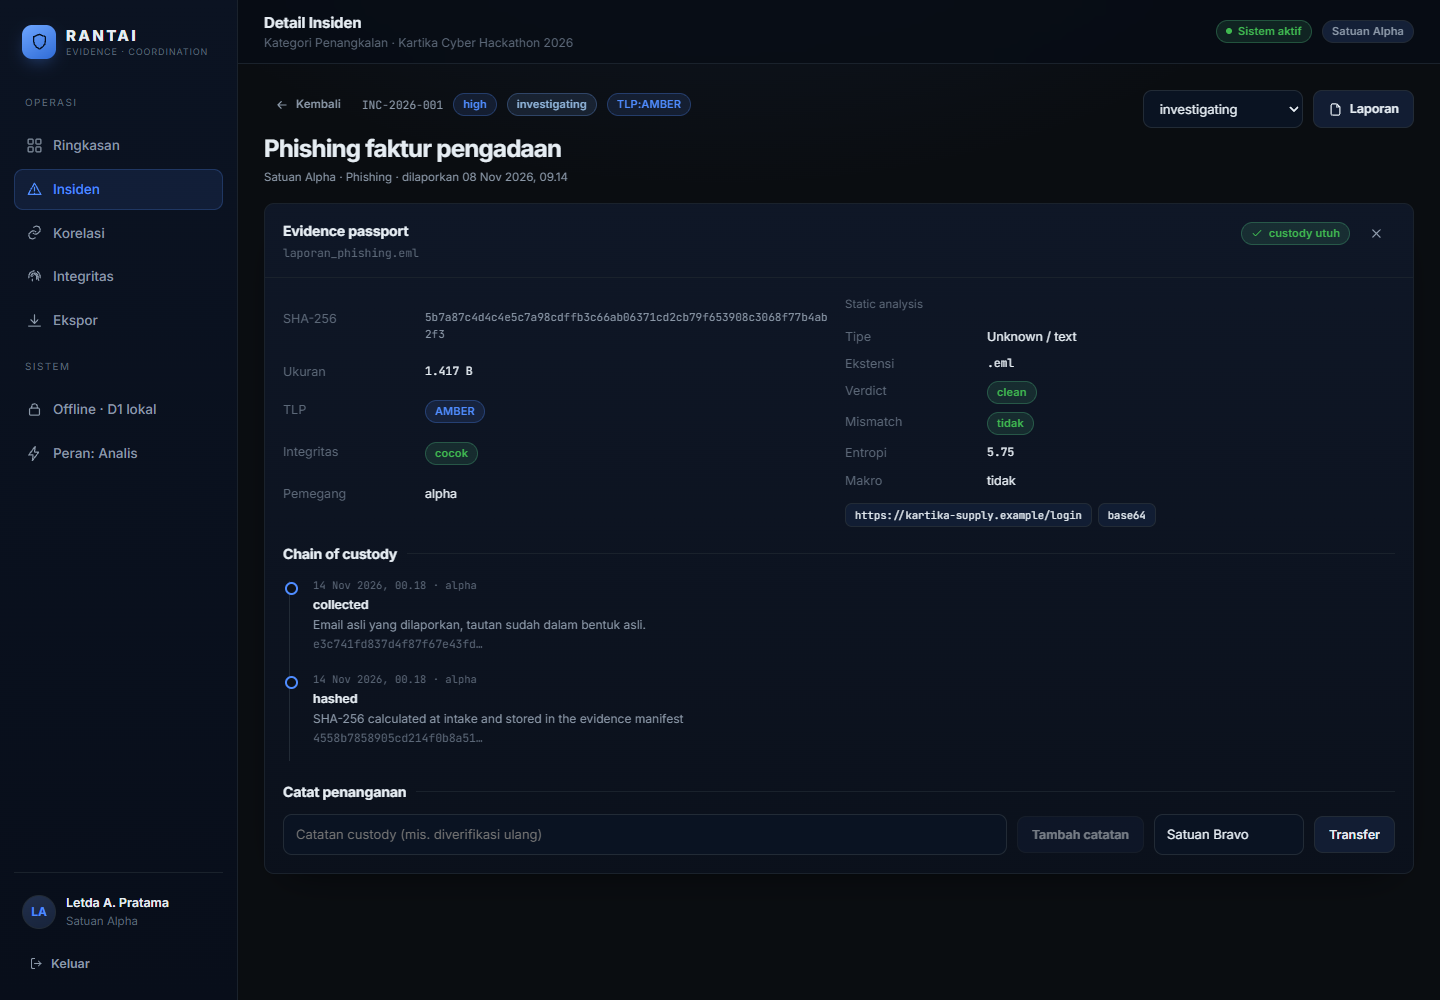 RANTAI
EVIDENCE · COORDINATION
OPERASI
Ringkasan
Insiden
Korelasi
Integritas
Ekspor
SISTEM
Offline · D1 lokal
Peran: Analis
LA
Letda A. Pratama
Satuan Alpha
Keluar
Detail Insiden
Kategori Penangkalan · Kartika Cyber Hackathon 2026
Sistem aktif
Satuan Alpha
Kembali
INC-2026-001
high
investigating
TLP:AMBER
investigating
Laporan
Phishing faktur pengadaan
Satuan Alpha · Phishing · dilaporkan 08 Nov 2026, 09.14
Evidence passport
laporan_phishing.eml
custody utuh
SHA-256
5b7a87c4d4c4e5c7a98cdffb3c66ab06371cd2cb79f653908c3068f77b4ab
2f3
Ukuran
1.417 B
TLP
AMBER
Integritas
cocok
Pemegang
alpha
Static analysis
Tipe
Unknown / text
Ekstensi
.eml
Verdict
clean
Mismatch
tidak
Entropi
5.75
Makro
tidak
https://kartika-supply.example/login
base64
Chain of custody
14 Nov 2026, 00.18 · alpha
collected
Email asli yang dilaporkan, tautan sudah dalam bentuk asli.
e3c741fd837d4f87f67e43fd…
14 Nov 2026, 00.18 · alpha
hashed
SHA-256 calculated at intake and stored in the evidence manifest
4558b7858905cd214f0b8a51…
Catat penanganan
Catatan custody (mis. diverifikasi ulang)
Tambah catatan
Satuan Bravo
Transfer